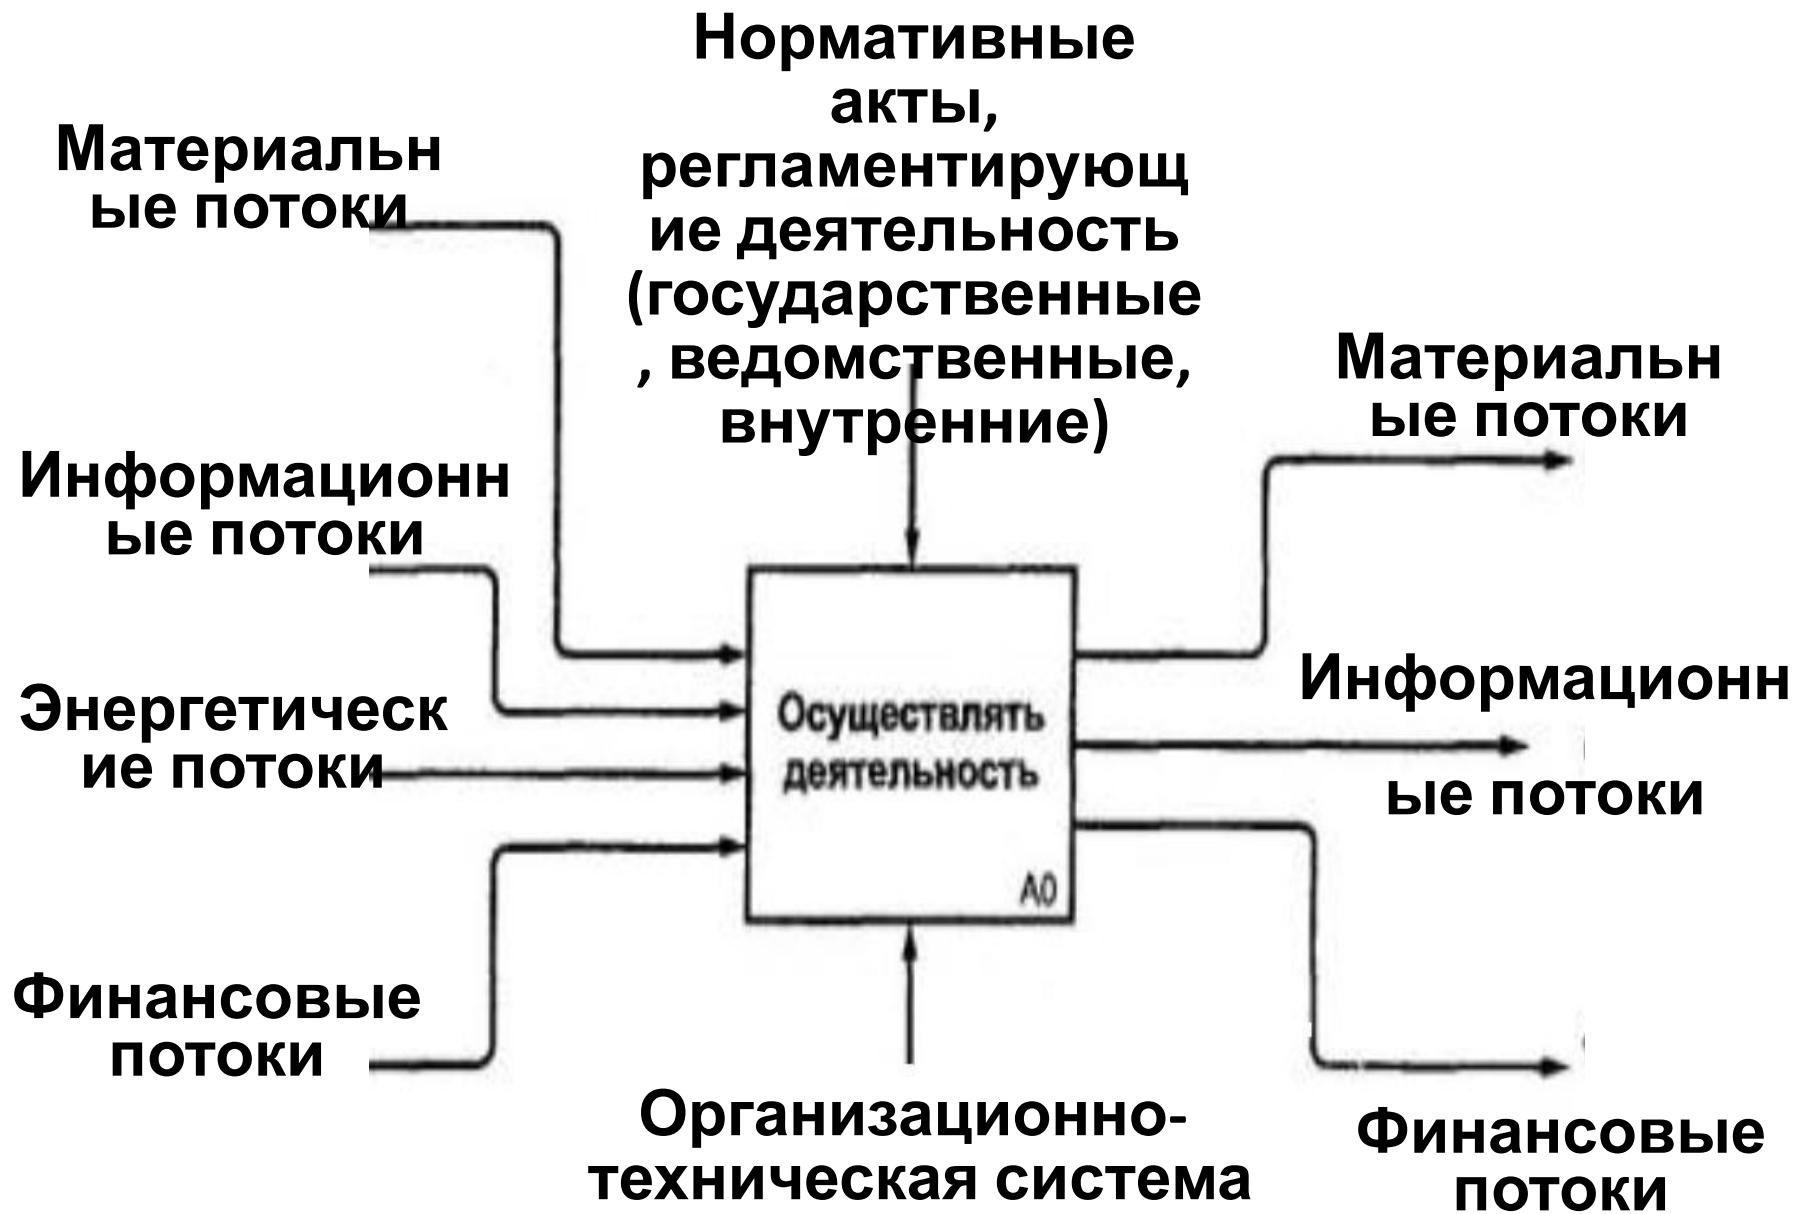 Нормативные
акты,
регламентирующ
ие деятельность
(государственные
, ведомственные,
внутренние)
Материальн
ые потоки
Информационн
ые потоки
Энергетическ
ие потоки
Финансовые
потоки
Осуществлять
деятельность
А0
Материальн
ые потоки
Информационн
ые потоки
Финансовые
потоки
Организационно-
техническая система